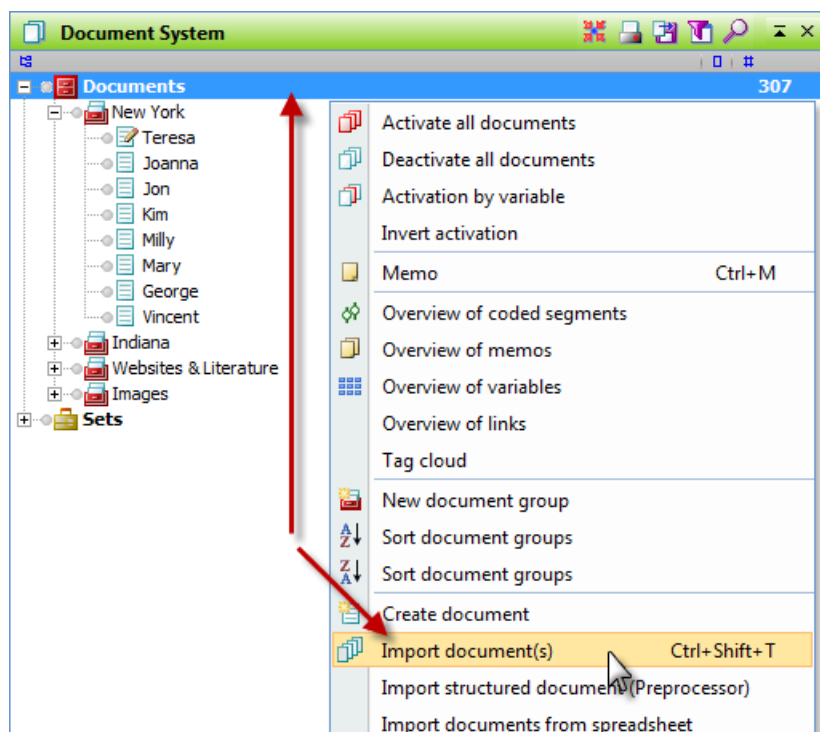 Document System
#
Documents 307
New York
Teresa
Joanna
Jon
Kim
Milly
Mary
George
Vincent
Indiana
Websites & Literature
Images
Sets
Activate all documents
Deactivate all documents
Activation by variable
Invert activation
Memo Ctrl+M
Overview of coded segments
Overview of memos
Overview of variables
Overview of links
Tag cloud
New document group
A Z Sort document groups
Z A Sort document groups
Create document
Import document(s) Ctrl+Shift+T
Import structured document (Preprocessor)
Import documents from spreadsheet